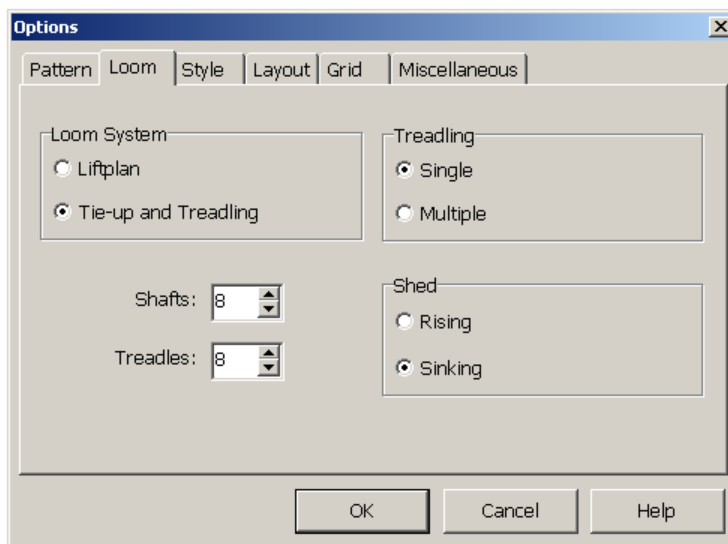 Options
Pattern Loom Style Layout Grid Miscellaneous
Loom System
Liftplan
Tie-up and Treadling
Treadling
Single
Multiple
Shafts: 8
Treadles: 8
Shed
Rising
Sinking
OK Cancel Help